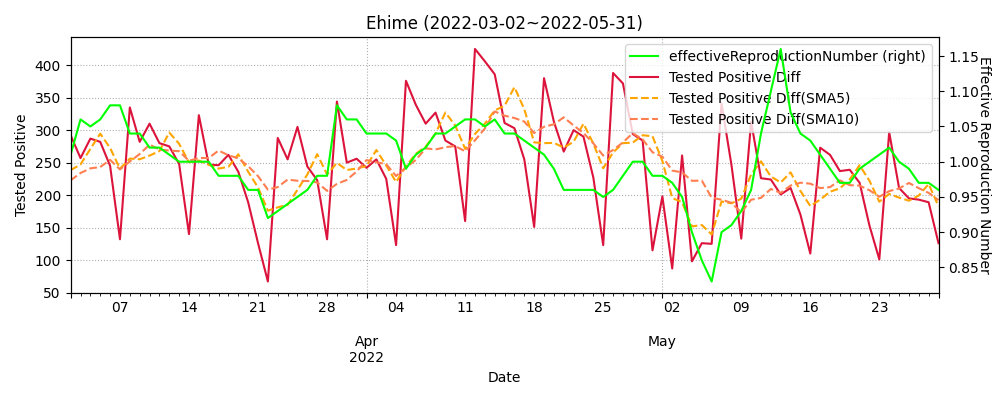 Ehime (2022-03-02~2022-05-31)
effectiveReproductionNumber (right)
Tested Positive Diff
Tested Positive Diff(SMA5)
Tested Positive Diff(SMA10)
Tested Positive
400
350
300
250
200
150
100
50
1.15
1.10
1.05
1.00
0.95
0.90
0.85
Effective Reproduction Number
07 14 21 28 04 11 18 25 02 09 16 23
Apr May
2022
Date